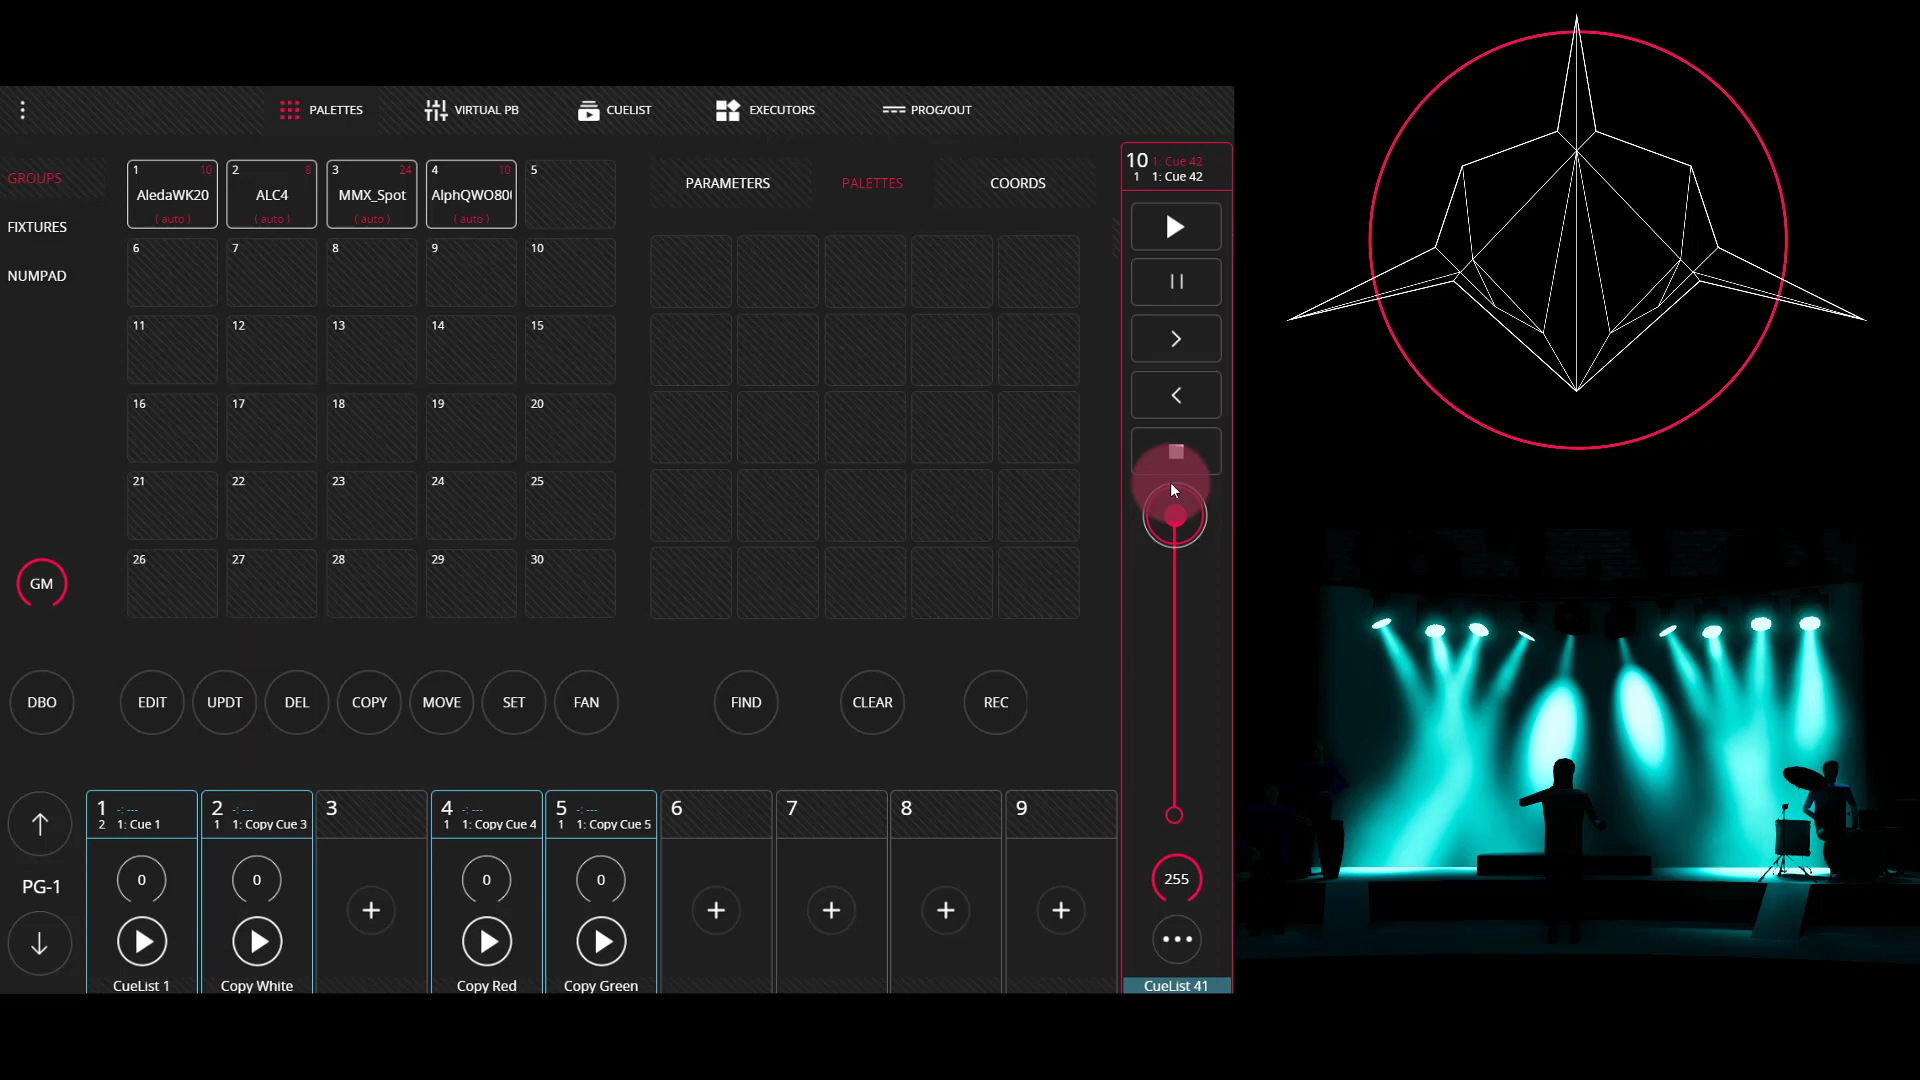 PALETTES
VIRTUAL PB
CUELIST
EXECUTORS
PROG/OUT
GROUPS
FIXTURES
NUMPAD
1 10
AledaWK20
( auto )
2 8
ALC4
( auto )
3 24
MMX_Spot
( auto )
4 10
AlphQWO80
( auto )
5
6
7
8
9
10
11
12
13
14
15
16
17
18
19
20
21
22
23
24
25
26
27
28
29
30
PARAMETERS
PALETTES
COORDS
10 1: Cue 42
1 1: Cue 42
GM
DBO
EDIT
UPDT
DEL
COPY
MOVE
SET
FAN
FIND
CLEAR
REC
PG-1
1 -: ---
2 1: Cue 1
0
CueList 1
2 -: ---
1 1: Copy Cue 3
0
Copy White
3
4 -: ---
1 1: Copy Cue 4
0
Copy Red
5 -: ---
1 1: Copy Cue 5
0
Copy Green
6
7
8
9
255
CueList 41